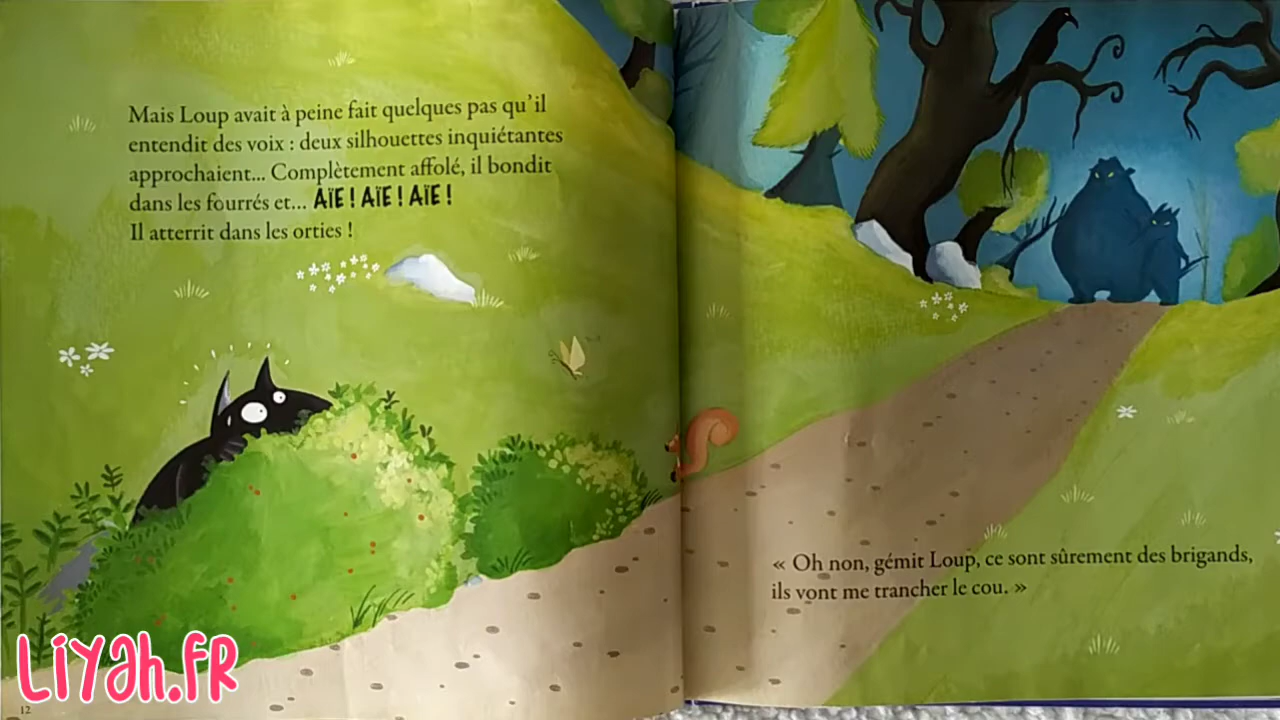 Mais Loup avait à peine fait quelques pas qu'il
entendit des voix : deux silhouettes inquiétantes
approchaient... Complètement affolé, il bondit
dans les fourrés et... AÏE ! AÏE ! AÏE !
Il atterrit dans les orties !
« Oh non, gémit Loup, ce sont sûrement des brigands,
ils vont me trancher le cou. »
LiYah.FR
12